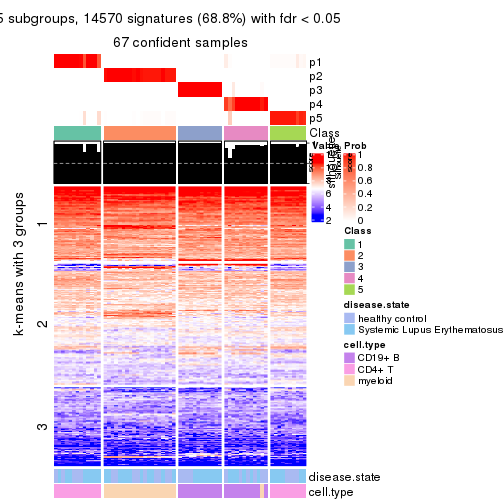 5 subgroups, 14570 signatures (68.8%) with fdr < 0.05
67 confident samples
p1
p2
p3
p4
p5
Class
Value
Prob
1
0.8
0.6
0.4
0.2
0
6
4
2
Class
1
2
3
4
5
disease.state
healthy control
Systemic Lupus Erythematosus
cell.type
CD19+ B
CD4+ T
myeloid
k-means with 3 groups
1
2
3
disease.state
cell.type